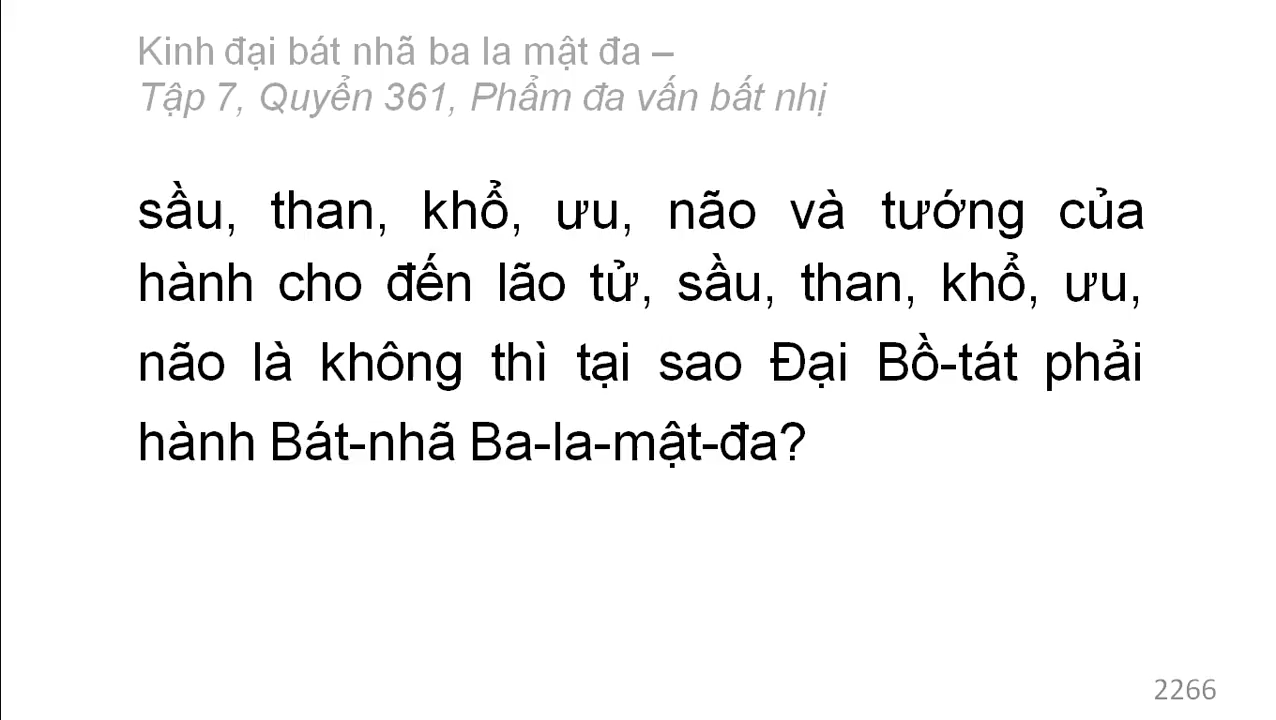 Kinh đại bát nhã ba la mật đa –
Tập 7, Quyển 361, Phẩm đa vấn bất nhị
sầu, than, khổ, ưu, não và tướng của
hành cho đến lão tử, sầu, than, khổ, ưu,
não là không thì tại sao Đại Bồ-tát phải
hành Bát-nhã Ba-la-mật-đa?
2266